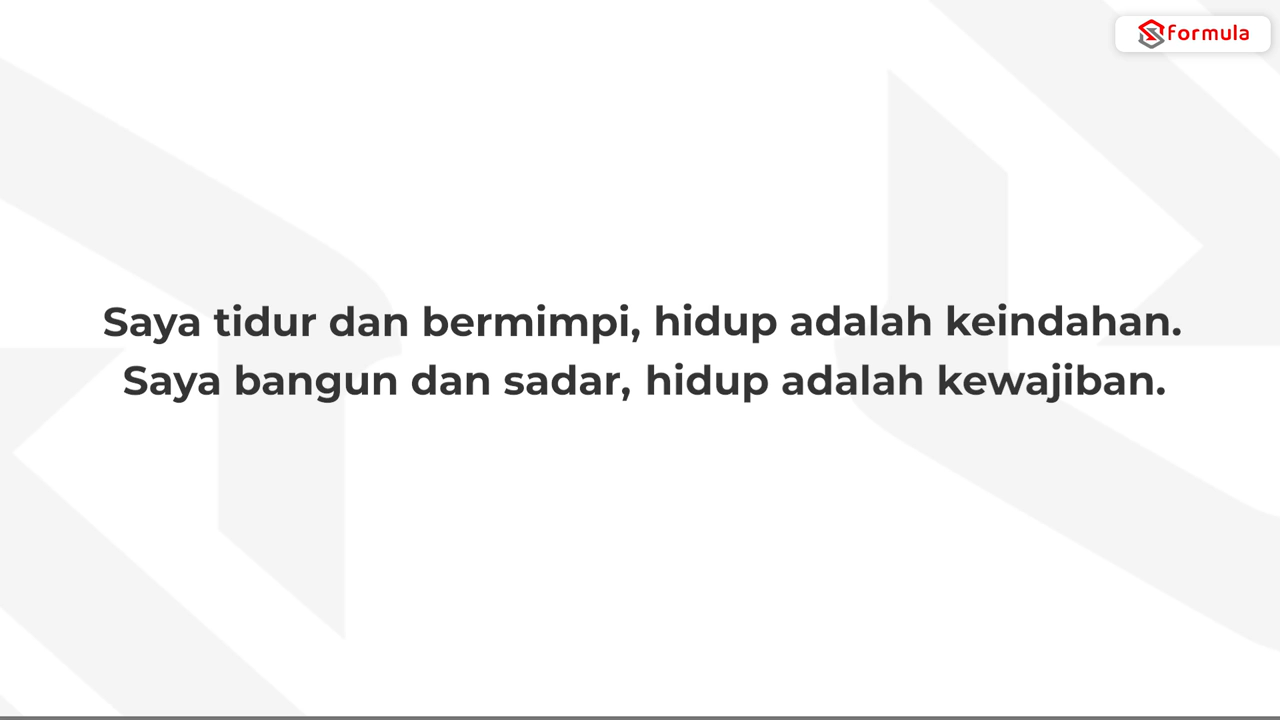 formula
Saya tidur dan bermimpi, hidup adalah keindahan.
Saya bangun dan sadar, hidup adalah kewajiban.